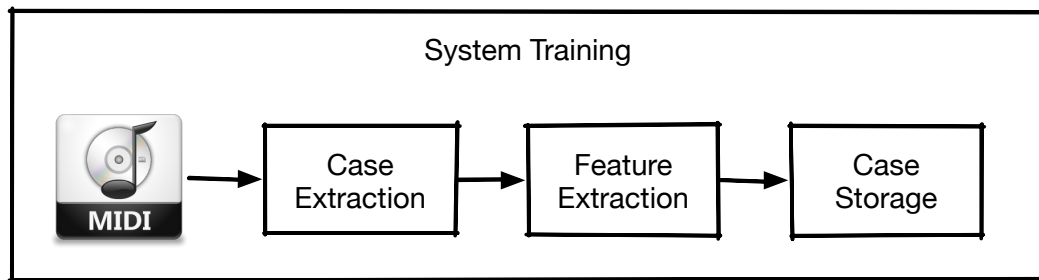 System Training
MIDI
Case
Extraction
Feature
Extraction
Case
Storage